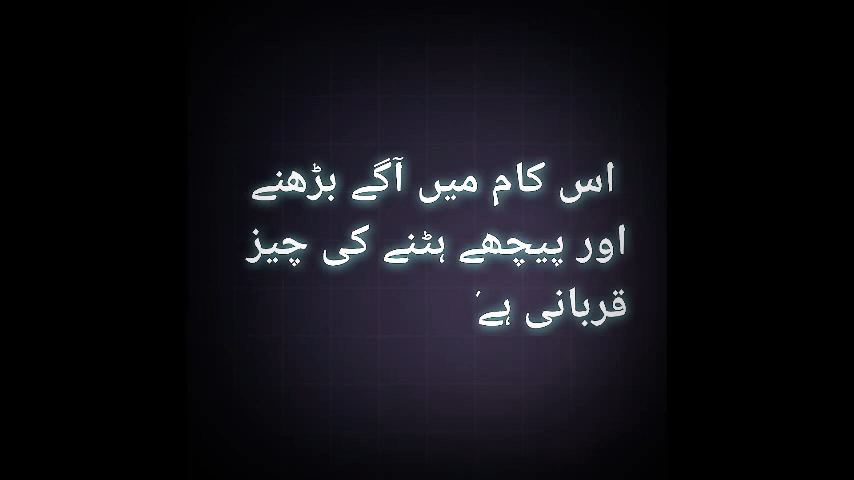 اس کام میں آگے بڑھنے
اور پیچھے ہٹنے کی چیز
قربانی ہے'